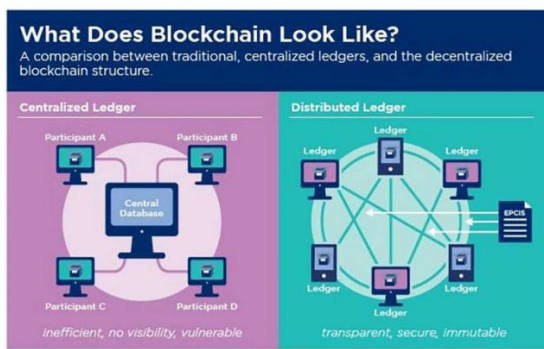 What Does Blockchain Look Like?
A comparison between traditional, centralized ledgers, and the decentralized
blockchain structure.
Centralized Ledger
Participant A
Participant B
Central
Database
Participant C
Participant D
inefficient, no visibility, vulnerable
Distributed Ledger
Ledger
Ledger
Ledger
EPCIS
Ledger
Ledger
Ledger
transparent, secure, immutable